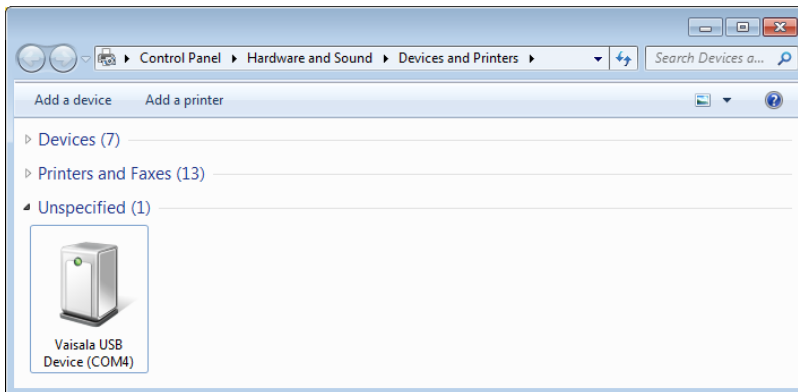 Control Panel ▸ Hardware and Sound ▸ Devices and Printers ▸
Search Devices a...
Add a device Add a printer
Devices (7)
Printers and Faxes (13)
Unspecified (1)
Vaisala USB
Device (COM4)